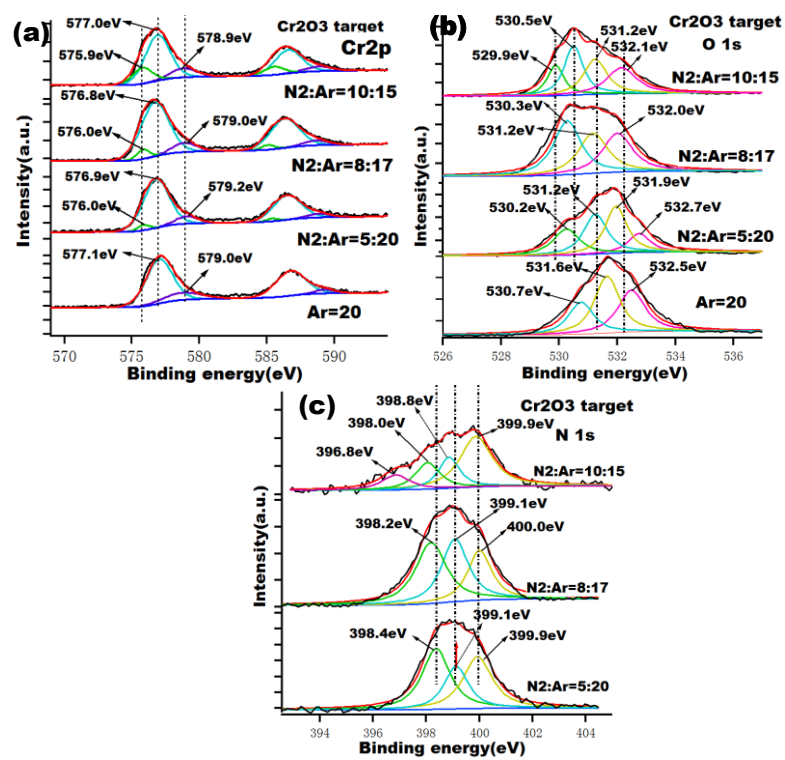 (a)
Cr2O3 target
Cr2p
577.0eV
575.9eV
578.9eV
N2:Ar=10:15
576.8eV
576.0eV
579.0eV
N2:Ar=8:17
576.9eV
576.0eV
579.2eV
N2:Ar=5:20
577.1eV
579.0eV
Ar=20
Intensity(a.u.)
570 575 580 585 590
Binding energy(eV)
(b)
Cr2O3 target
O 1s
530.5eV
529.9eV
531.2eV
532.1eV
N2:Ar=10:15
530.3eV
531.2eV
532.0eV
N2:Ar=8:17
531.2eV
530.2eV
531.9eV
532.7eV
N2:Ar=5:20
531.6eV
530.7eV
532.5eV
Ar=20
Intensity(a.u.)
526 528 530 532 534 536
Binding energy(eV)
(c)
Cr2O3 target
N 1s
398.8eV
398.0eV
396.8eV
399.9eV
N2:Ar=10:15
398.2eV
399.1eV
400.0eV
N2:Ar=8:17
398.4eV
399.1eV
399.9eV
N2:Ar=5:20
Intensity(a.u.)
394 396 398 400 402 404
Binding energy(eV)